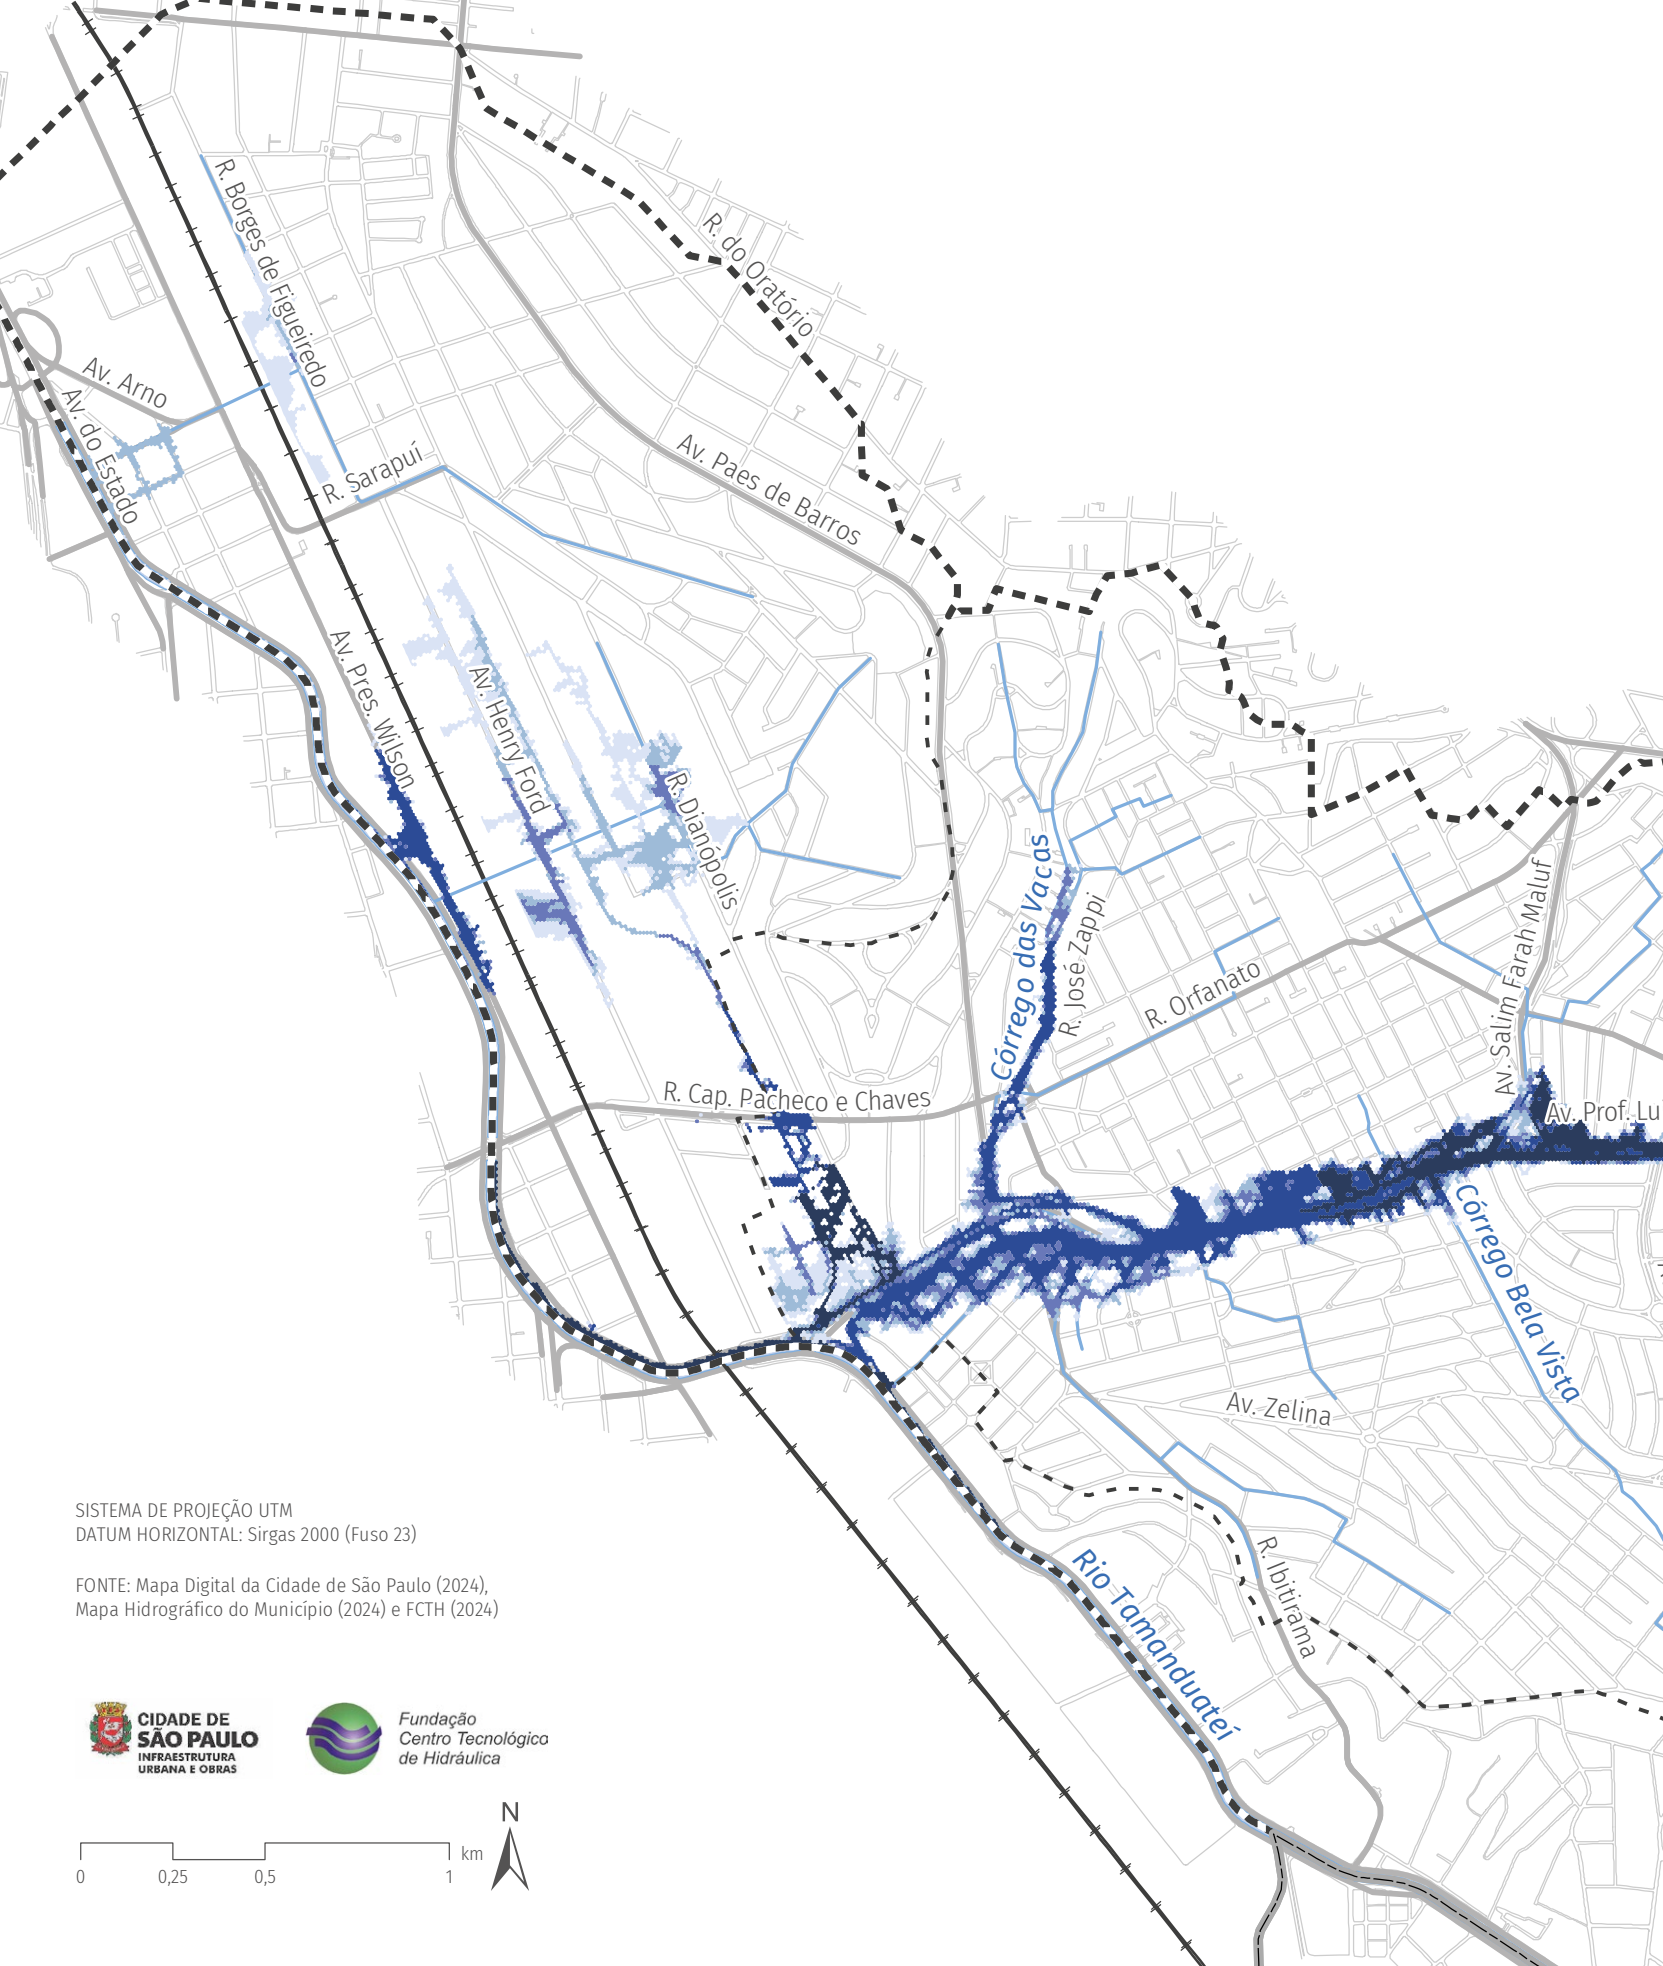 R. Borges de Figueiredo
R. do Oratório
Av. Arno
Av. do Estado
R. Sarapuí
Av. Paes de Barros
Av. Pres. Wilson
Av. Henry Ford
R. Dianópolis
Córrego das Vacas
R. José Zappi
R. Orfanato
Av. Salim Farah Maluf
R. Cap. Pacheco e Chaves
Av. Prof. Lu
Córrego Bela Vista
Av. Zelina
R. Ibitirama
Rio Tamanduateí
SISTEMA DE PROJEÇÃO UTM
DATUM HORIZONTAL: Sirgas 2000 (Fuso 23)
FONTE: Mapa Digital da Cidade de São Paulo (2024),
Mapa Hidrográfico do Município (2024) e FCTH (2024)
CIDADE DE
SÃO PAULO
INFRAESTRUTURA
URBANA E OBRAS
Fundação
Centro Tecnológico
de Hidráulica
N
km
0 0,25 0,5 1